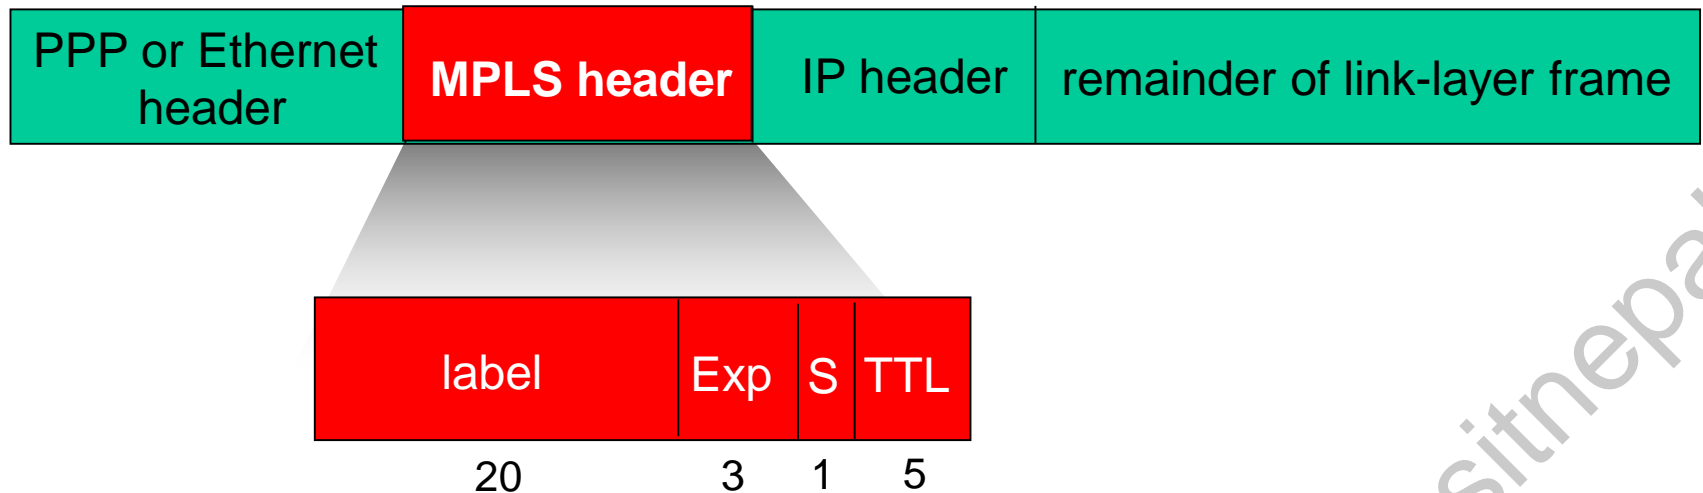 PPP or Ethernet
header
MPLS header
IP header
remainder of link-layer frame
label
Exp
S
TTL
20
3
1
5
sitnepal